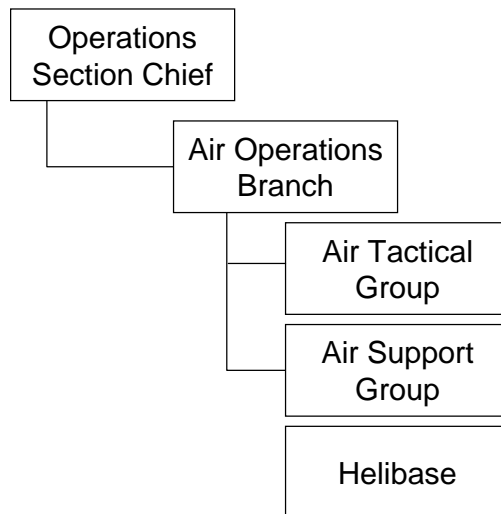 Operations
Section Chief
Air Operations
Branch
Air Tactical
Group
Air Support
Group
Helibase